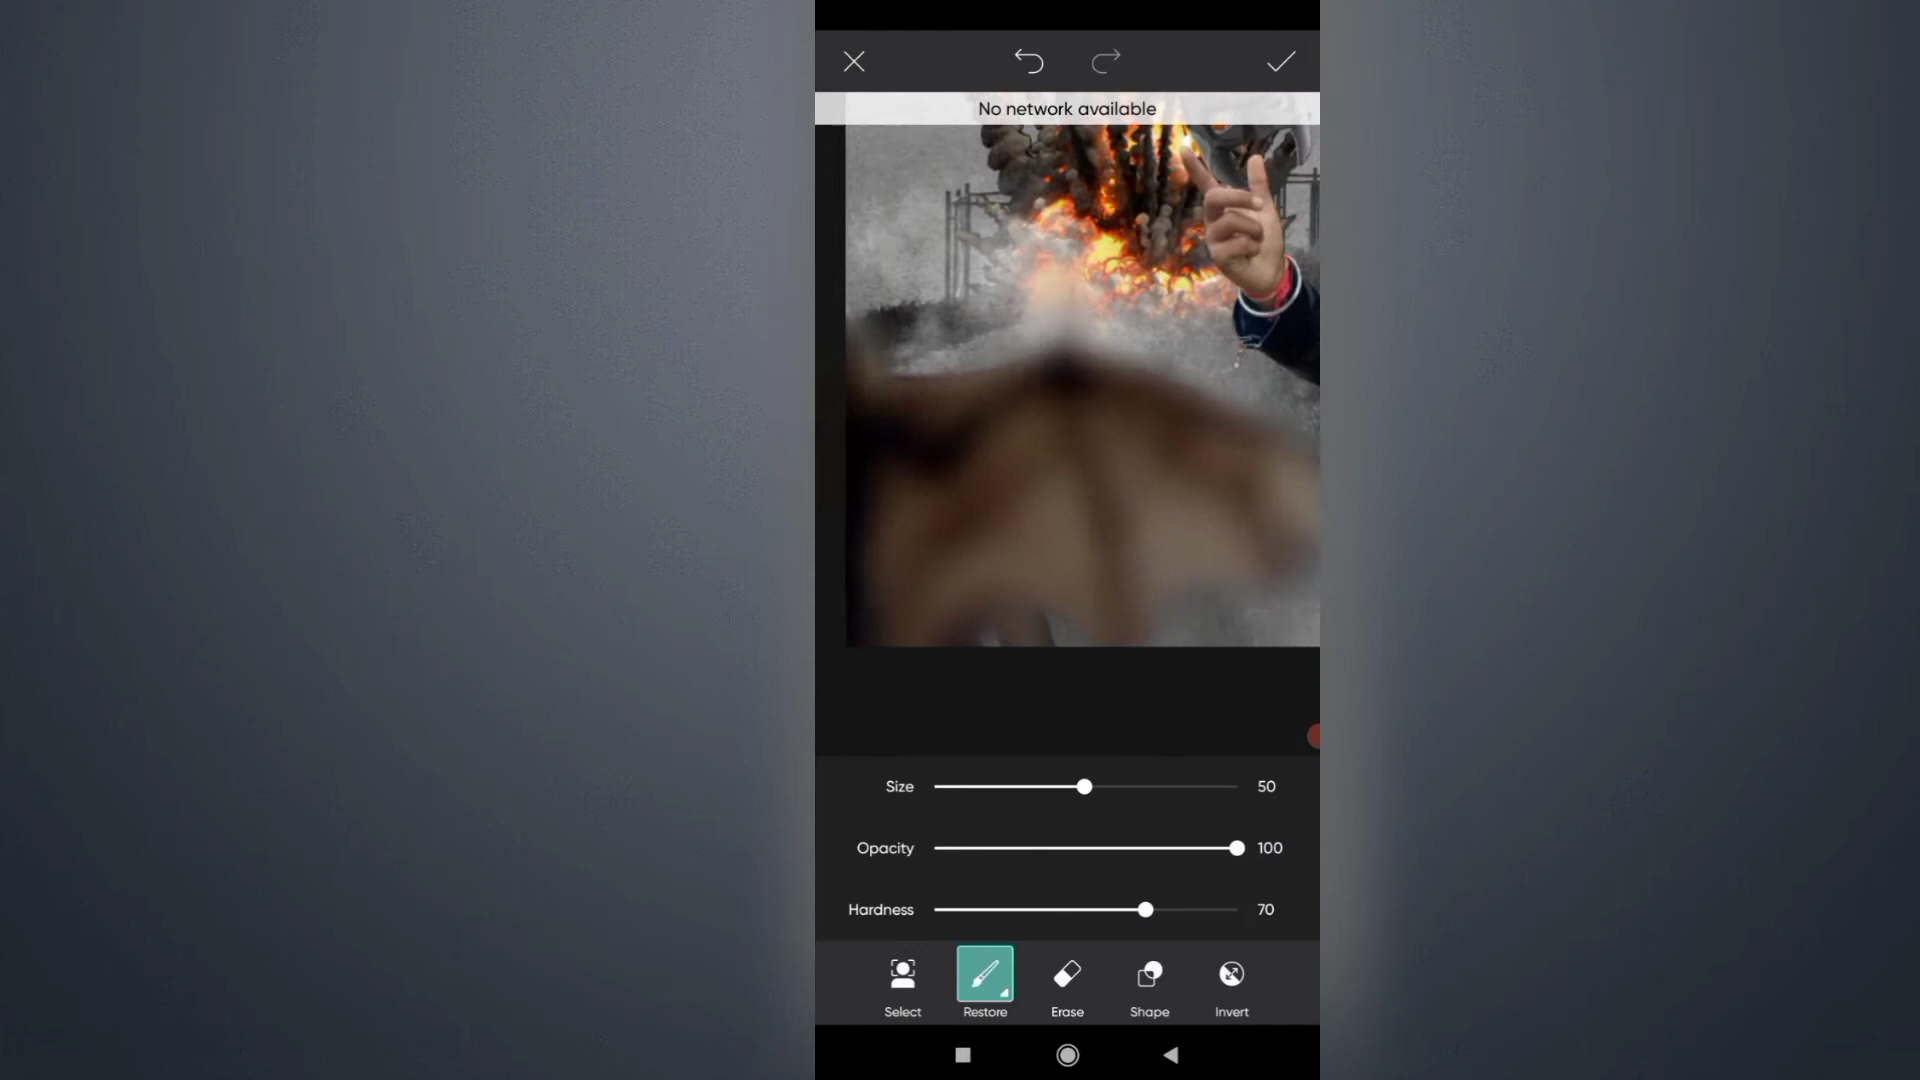 No network available
Size 50
Opacity 100
Hardness 70
Select Restore Erase Shape Invert